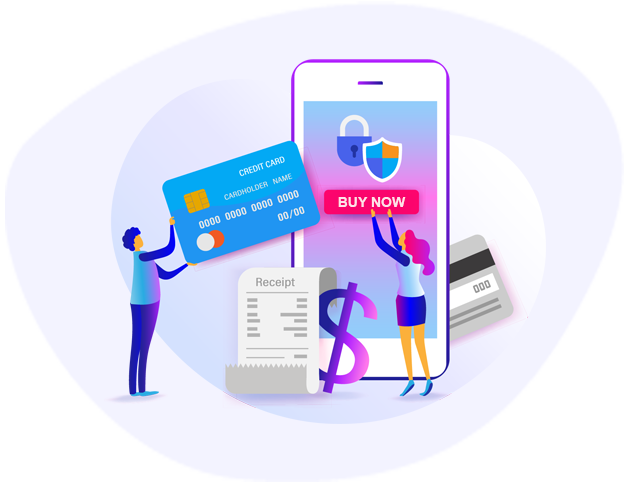 CREDIT CARD
CARDHOLDER NAME
0000 0000 0000 0000
00/00
BUY NOW
Receipt
$
000